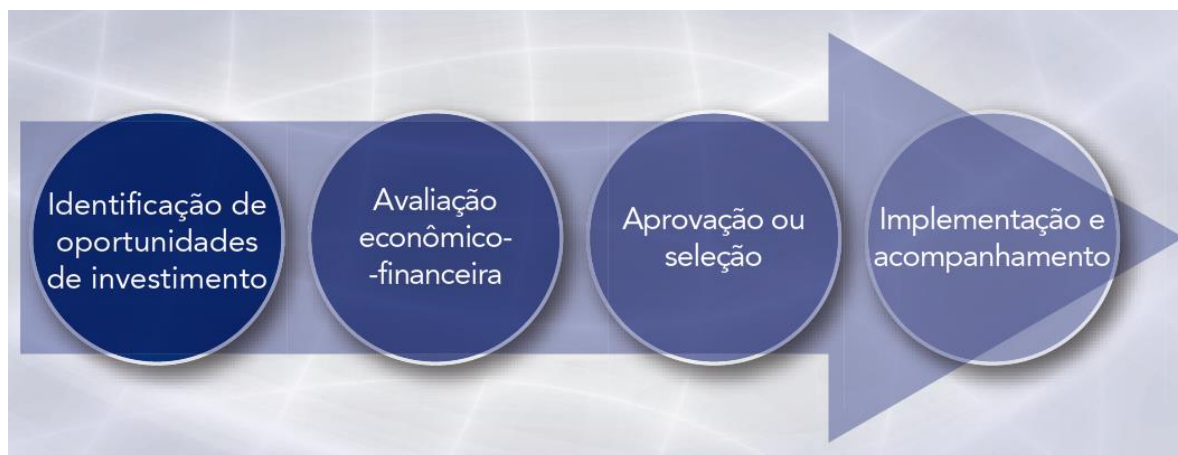 Identificação de
oportunidades
de investimento
Avaliação
econômico-
-financeira
Aprovação ou
seleção
Implementação e
acompanhamento